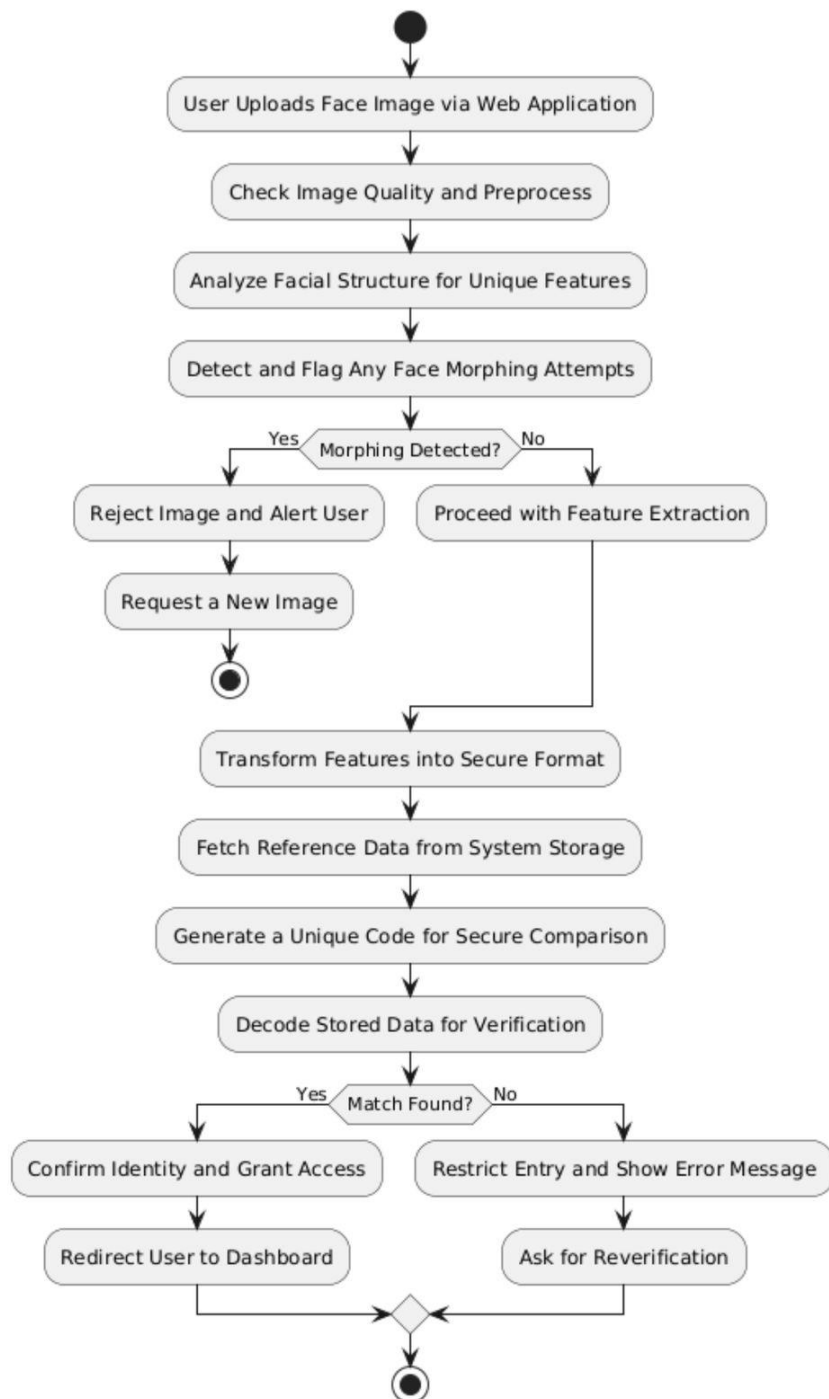 User Uploads Face Image via Web Application
Check Image Quality and Preprocess
Analyze Facial Structure for Unique Features
Detect and Flag Any Face Morphing Attempts
Yes
Morphing Detected?
No
Reject Image and Alert User
Proceed with Feature Extraction
Request a New Image
Transform Features into Secure Format
Fetch Reference Data from System Storage
Generate a Unique Code for Secure Comparison
Decode Stored Data for Verification
Yes
Match Found?
No
Confirm Identity and Grant Access
Restrict Entry and Show Error Message
Redirect User to Dashboard
Ask for Reverification